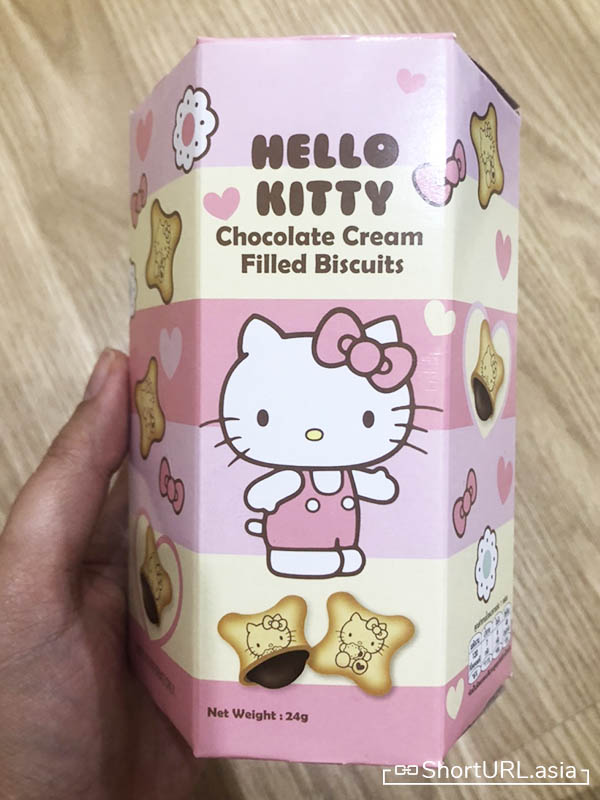 HELLO
KITTY
Chocolate Cream
Filled Biscuits
Net Weight : 24g
ShortURL.asia